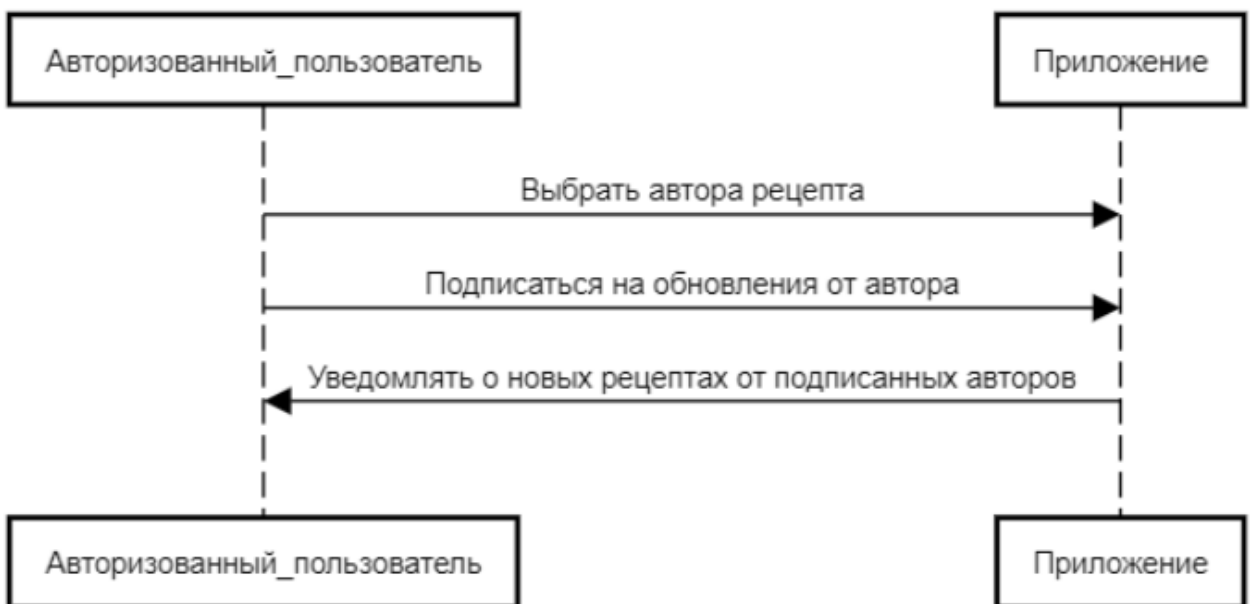 Авторизованный_пользователь
Приложение
Выбрать автора рецепта
Подписаться на обновления от автора
Уведомлять о новых рецептах от подписанных авторов
Авторизованный_пользователь
Приложение